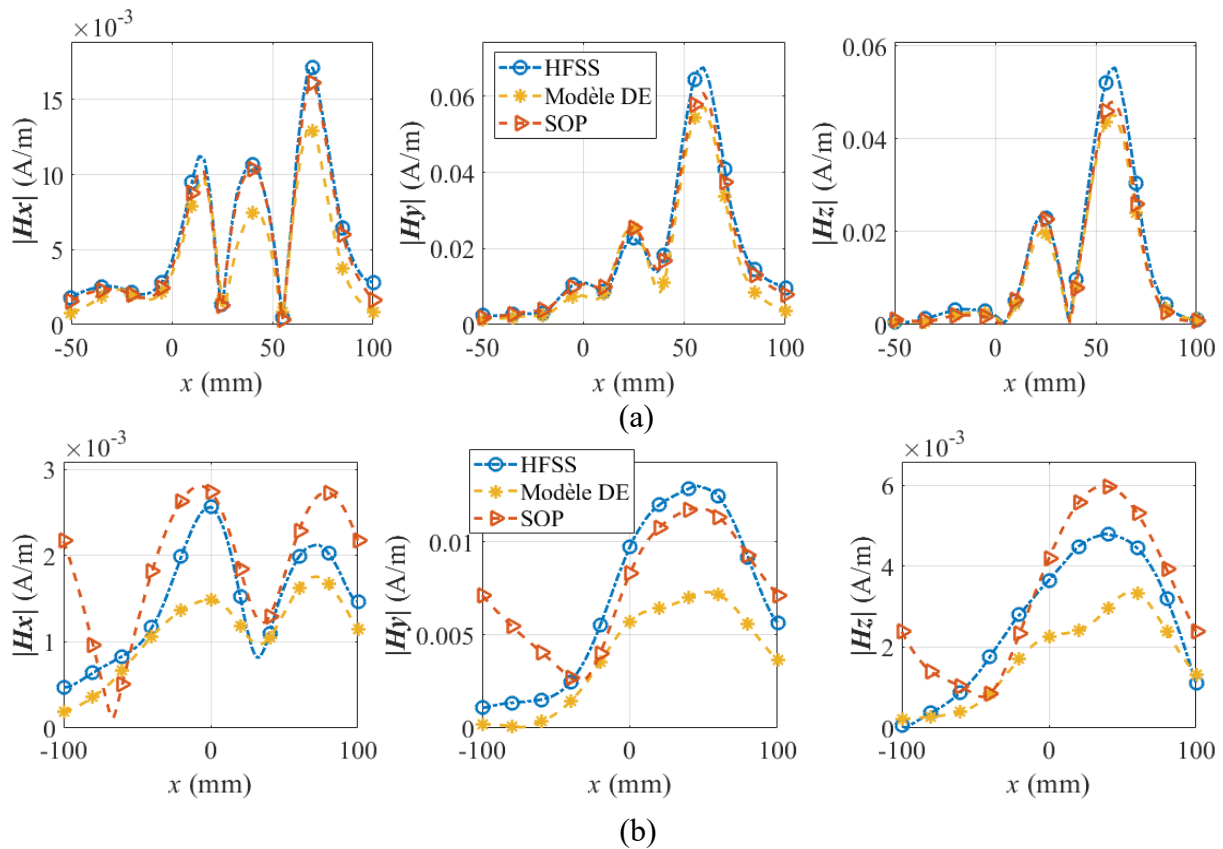 ×10⁻³
15
10
5
0
-50 0 50 100
x (mm)
|Hx| (A/m)
0.06
0.04
0.02
0
-50 0 50 100
x (mm)
|Hy| (A/m)
HFSS
Modèle DE
SOP
0.06
0.04
0.02
0
-50 0 50 100
x (mm)
|Hz| (A/m)
(a)
×10⁻³
3
2
1
0
-100 0 100
x (mm)
|Hx| (A/m)
HFSS
Modèle DE
SOP
0.01
0.005
0
-100 0 100
x (mm)
|Hy| (A/m)
×10⁻³
6
4
2
0
-100 0 100
x (mm)
|Hz| (A/m)
(b)